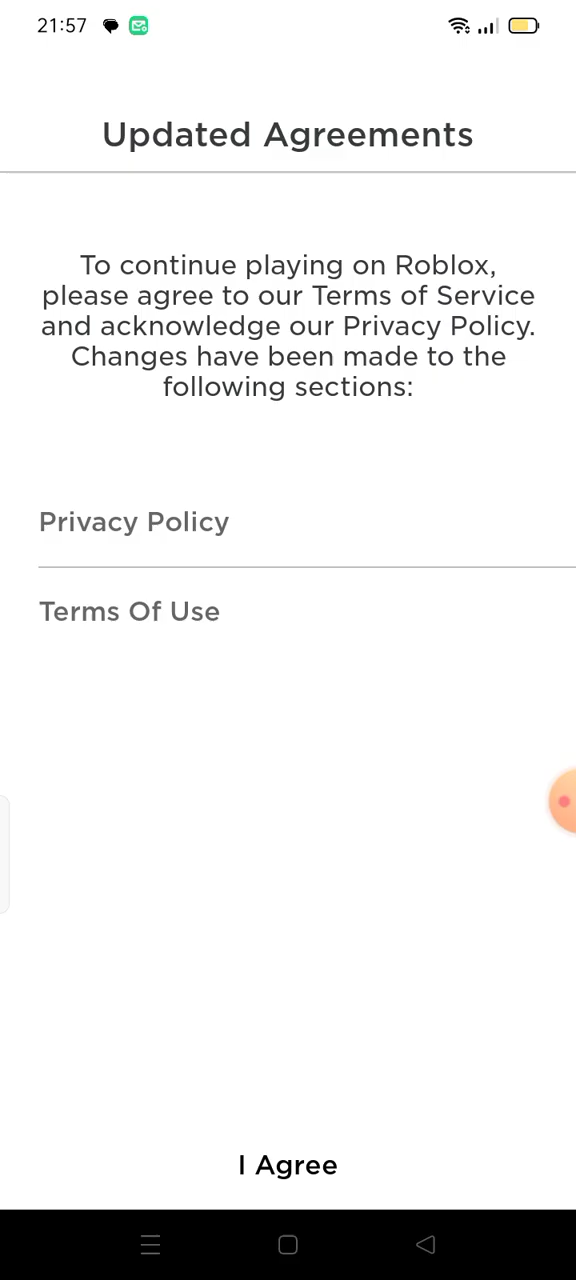 21:57
Updated Agreements
To continue playing on Roblox,
please agree to our Terms of Service
and acknowledge our Privacy Policy.
Changes have been made to the
following sections:
Privacy Policy
Terms Of Use
I Agree